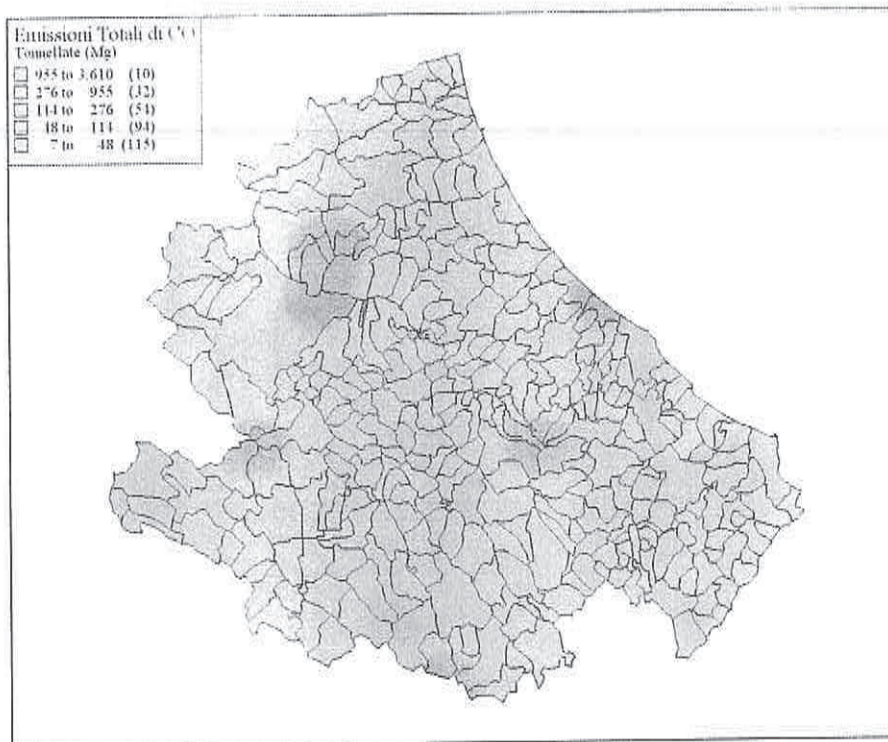 Emissioni Totali di CO
Tonnellate (Mg)
955 to 3.610 (10)
276 to 955 (32)
114 to 276 (54)
48 to 114 (94)
7 to 48 (115)